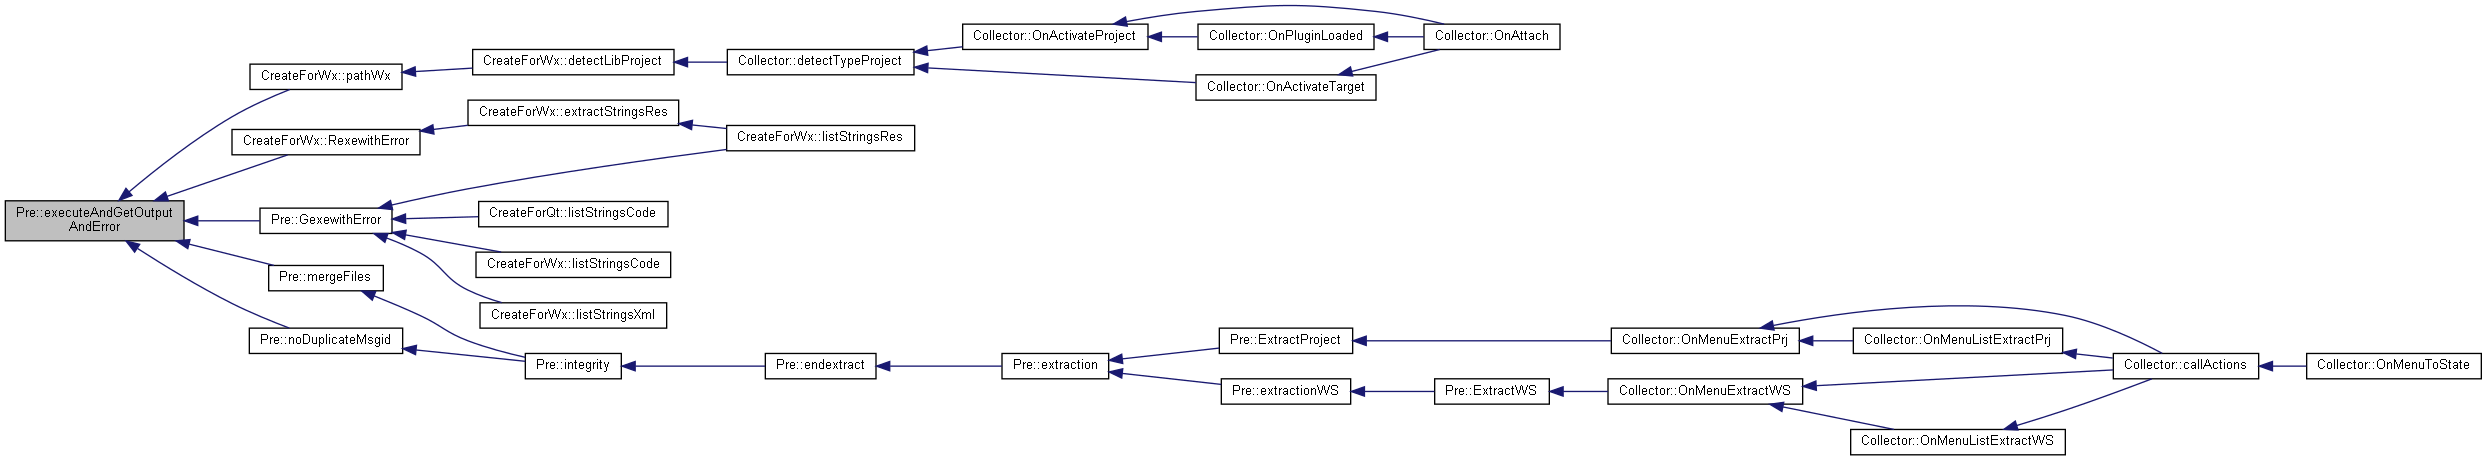 Pre::executeAndGetOutput
AndError
CreateForWx::pathWx
CreateForWx::detectLibProject
Collector::detectTypeProject
Collector::OnActivateProject
Collector::OnPluginLoaded
Collector::OnAttach
Collector::OnActivateTarget
CreateForWx::RexewithError
CreateForWx::extractStringsRes
CreateForWx::listStringsRes
Pre::GexewithError
CreateForQt::listStringsCode
CreateForWx::listStringsCode
CreateForWx::listStringsXml
Pre::mergeFiles
Pre::noDuplicateMsgid
Pre::integrity
Pre::endextract
Pre::extraction
Pre::ExtractProject
Collector::OnMenuExtractPrj
Collector::OnMenuListExtractPrj
Collector::callActions
Collector::OnMenuToState
Pre::extractionWS
Pre::ExtractWS
Collector::OnMenuExtractWS
Collector::OnMenuListExtractWS